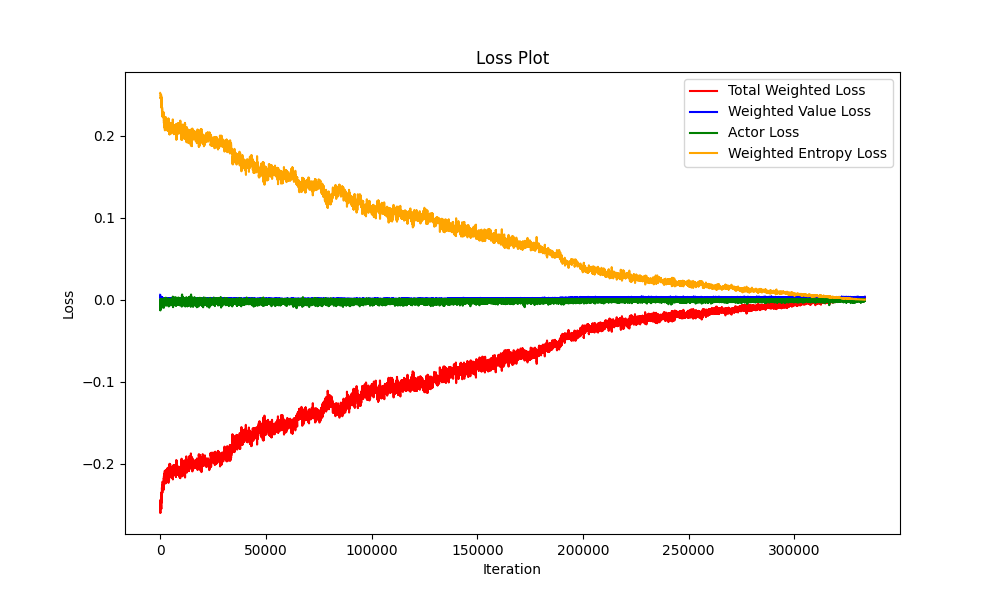 Loss Plot
Total Weighted Loss
Weighted Value Loss
Actor Loss
Weighted Entropy Loss
Loss
0.2
0.1
0.0
−0.1
−0.2
0
50000
100000
150000
200000
250000
300000
Iteration